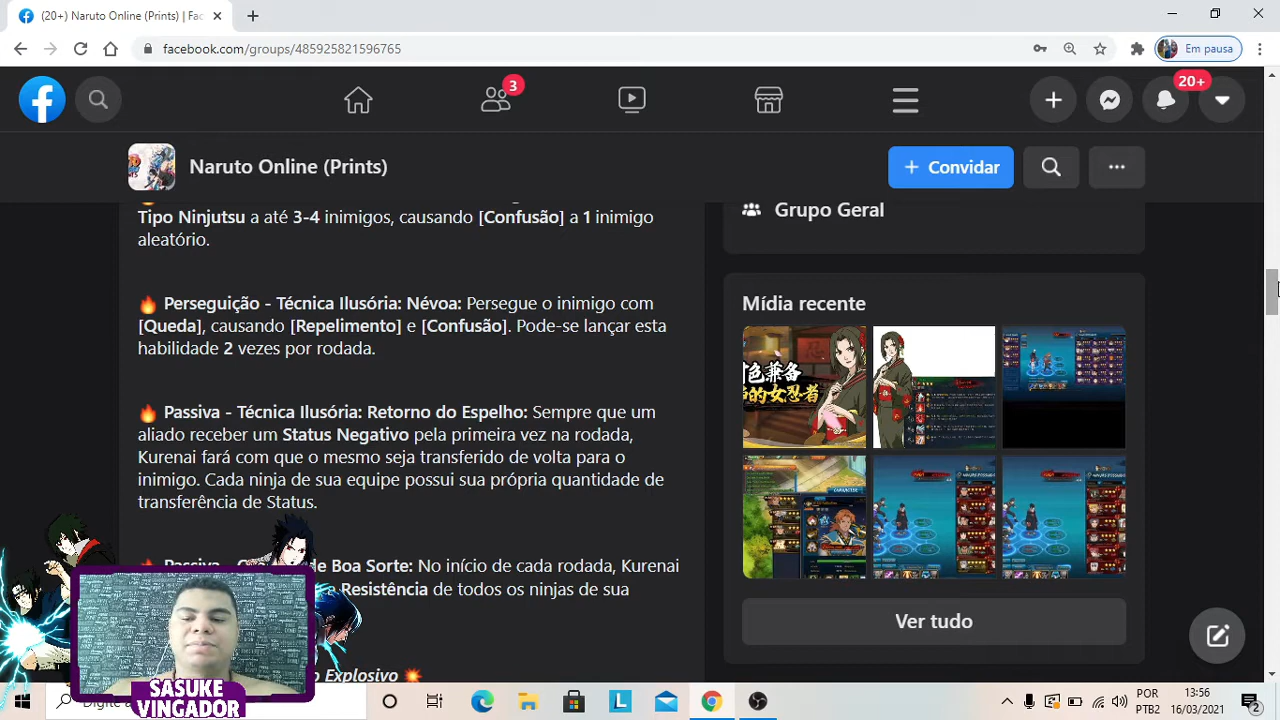 (20+) Naruto Online (Prints) | Fac
facebook.com/groups/485925821596765
Em pausa
3
20+
Naruto Online (Prints)
+ Convidar
Tipo Ninjutsu a até 3-4 inimigos, causando [Confusão] a 1 inimigo
aleatório.
Perseguição - Técnica Ilusória: Névoa: Persegue o inimigo com
[Queda], causando [Repelimento] e [Confusão]. Pode-se lançar esta
habilidade 2 vezes por rodada.
Passiva - Técnica Ilusória: Retorno do Espelho: Sempre que um
aliado receber um Status Negativo pela primeira vez na rodada,
Kurenai fará com que o mesmo seja transferido de volta para o
inimigo. Cada ninja de sua equipe possui sua própria quantidade de
transferência de Status.
Passiva - de Boa Sorte: No início de cada rodada, Kurenai
a Resistência de todos os ninjas de sua
Explosivo
Grupo Geral
Mídia recente
CHARACTER
Ver tudo
SASUKE
VINGADOR
POR
PTB2
13:56
16/03/2021
2